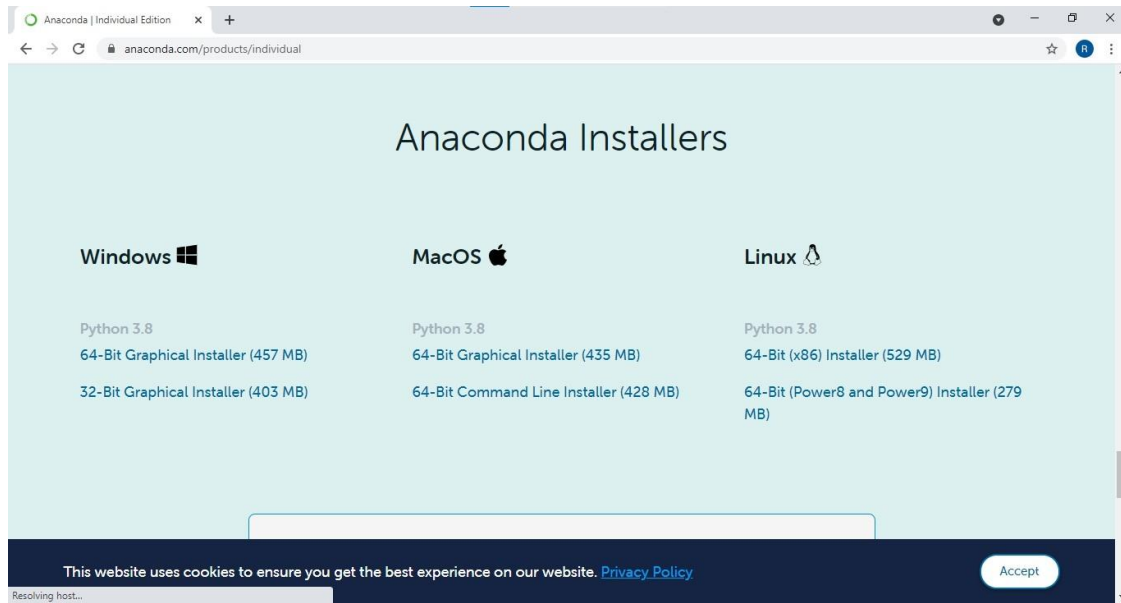 Anaconda | Individual Edition
anaconda.com/products/individual
R
Anaconda Installers
Windows
MacOS
Linux
Python 3.8
Python 3.8
Python 3.8
64-Bit Graphical Installer (457 MB)
64-Bit Graphical Installer (435 MB)
64-Bit (x86) Installer (529 MB)
32-Bit Graphical Installer (403 MB)
64-Bit Command Line Installer (428 MB)
64-Bit (Power8 and Power9) Installer (279
MB)
This website uses cookies to ensure you get the best experience on our website. Privacy Policy
Accept
Resolving host...